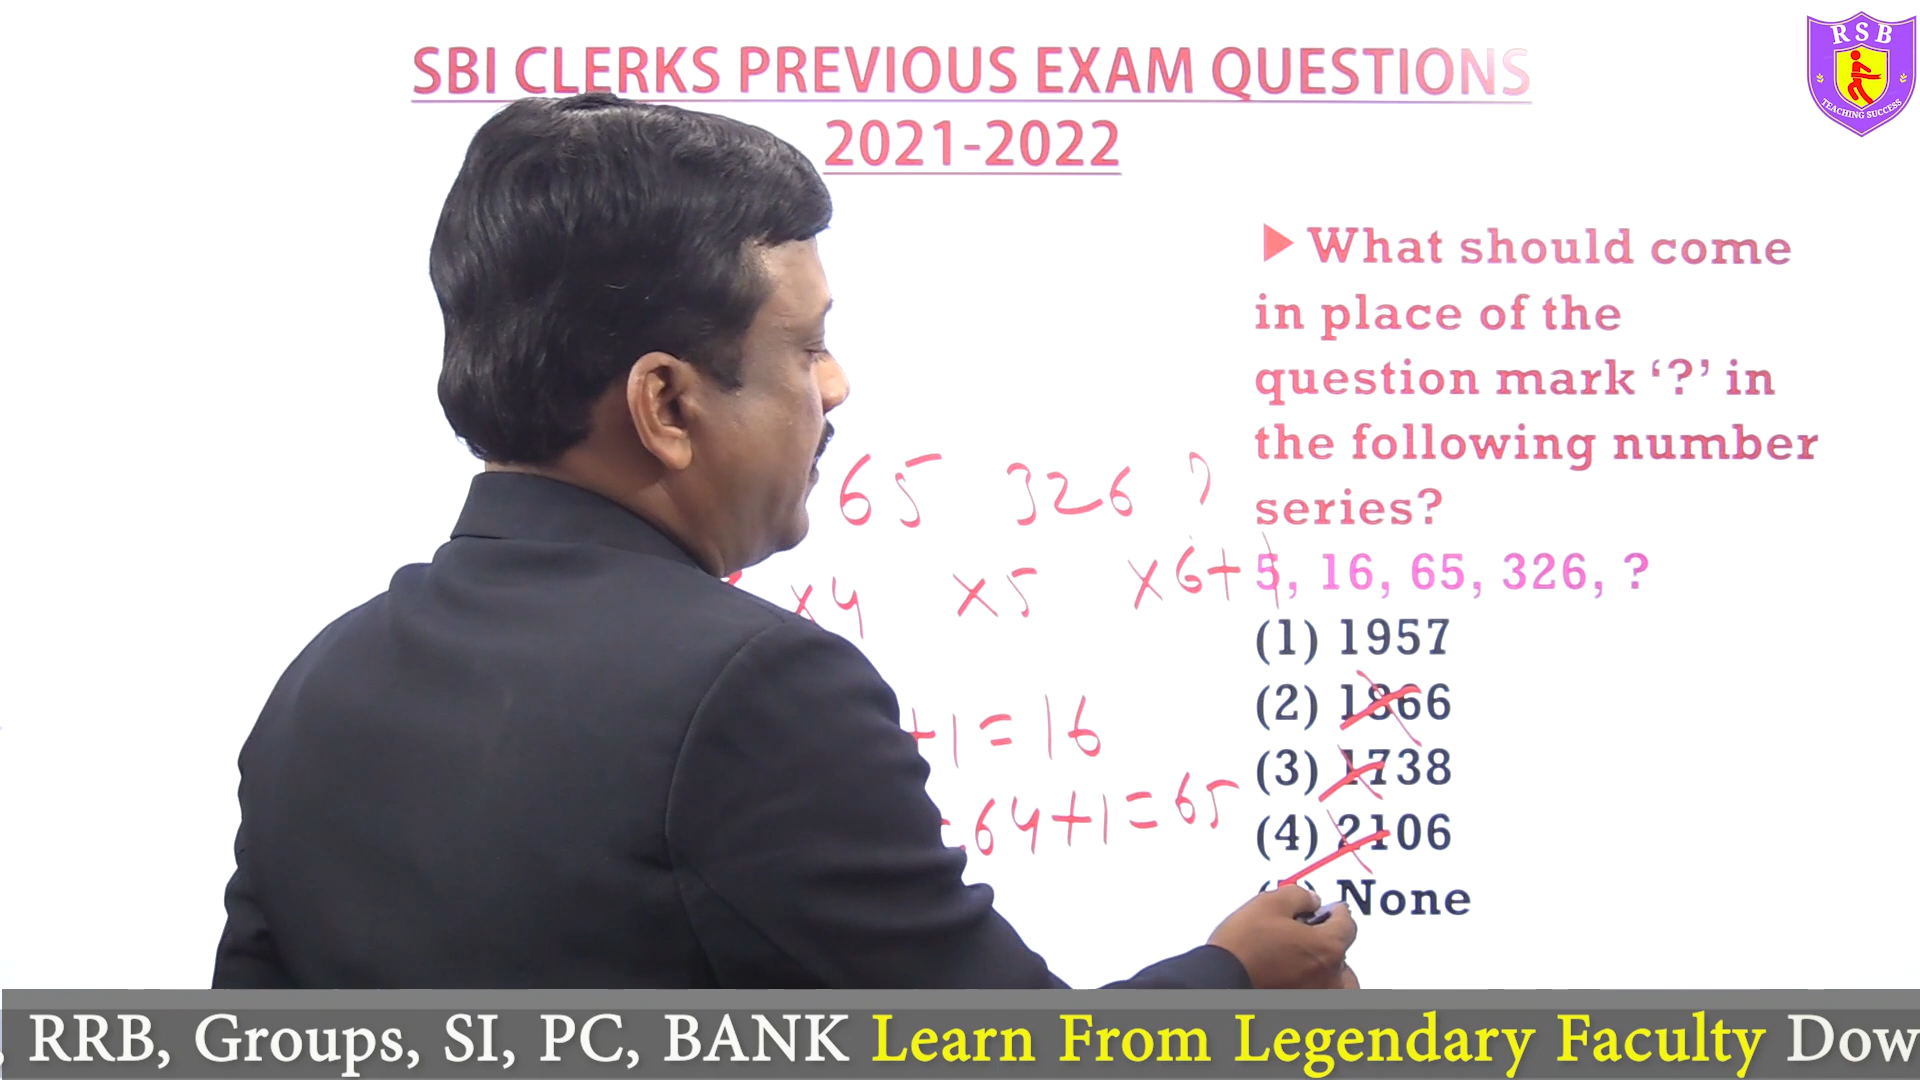 SBI CLERKS PREVIOUS EXAM QUESTIONS
2021-2022
RSB
TEACHING SUCCESS
▶ What should come
in place of the
question mark ‘?’ in
the following number
series?
5, 16, 65, 326, ?
(1) 1957
(2) 1866
(3) 1738
(4) 2106
None
65 326 ?
×4 ×5 ×6+1
+1=16
64+1=65
, RRB, Groups, SI, PC, BANK Learn From Legendary Faculty Dow